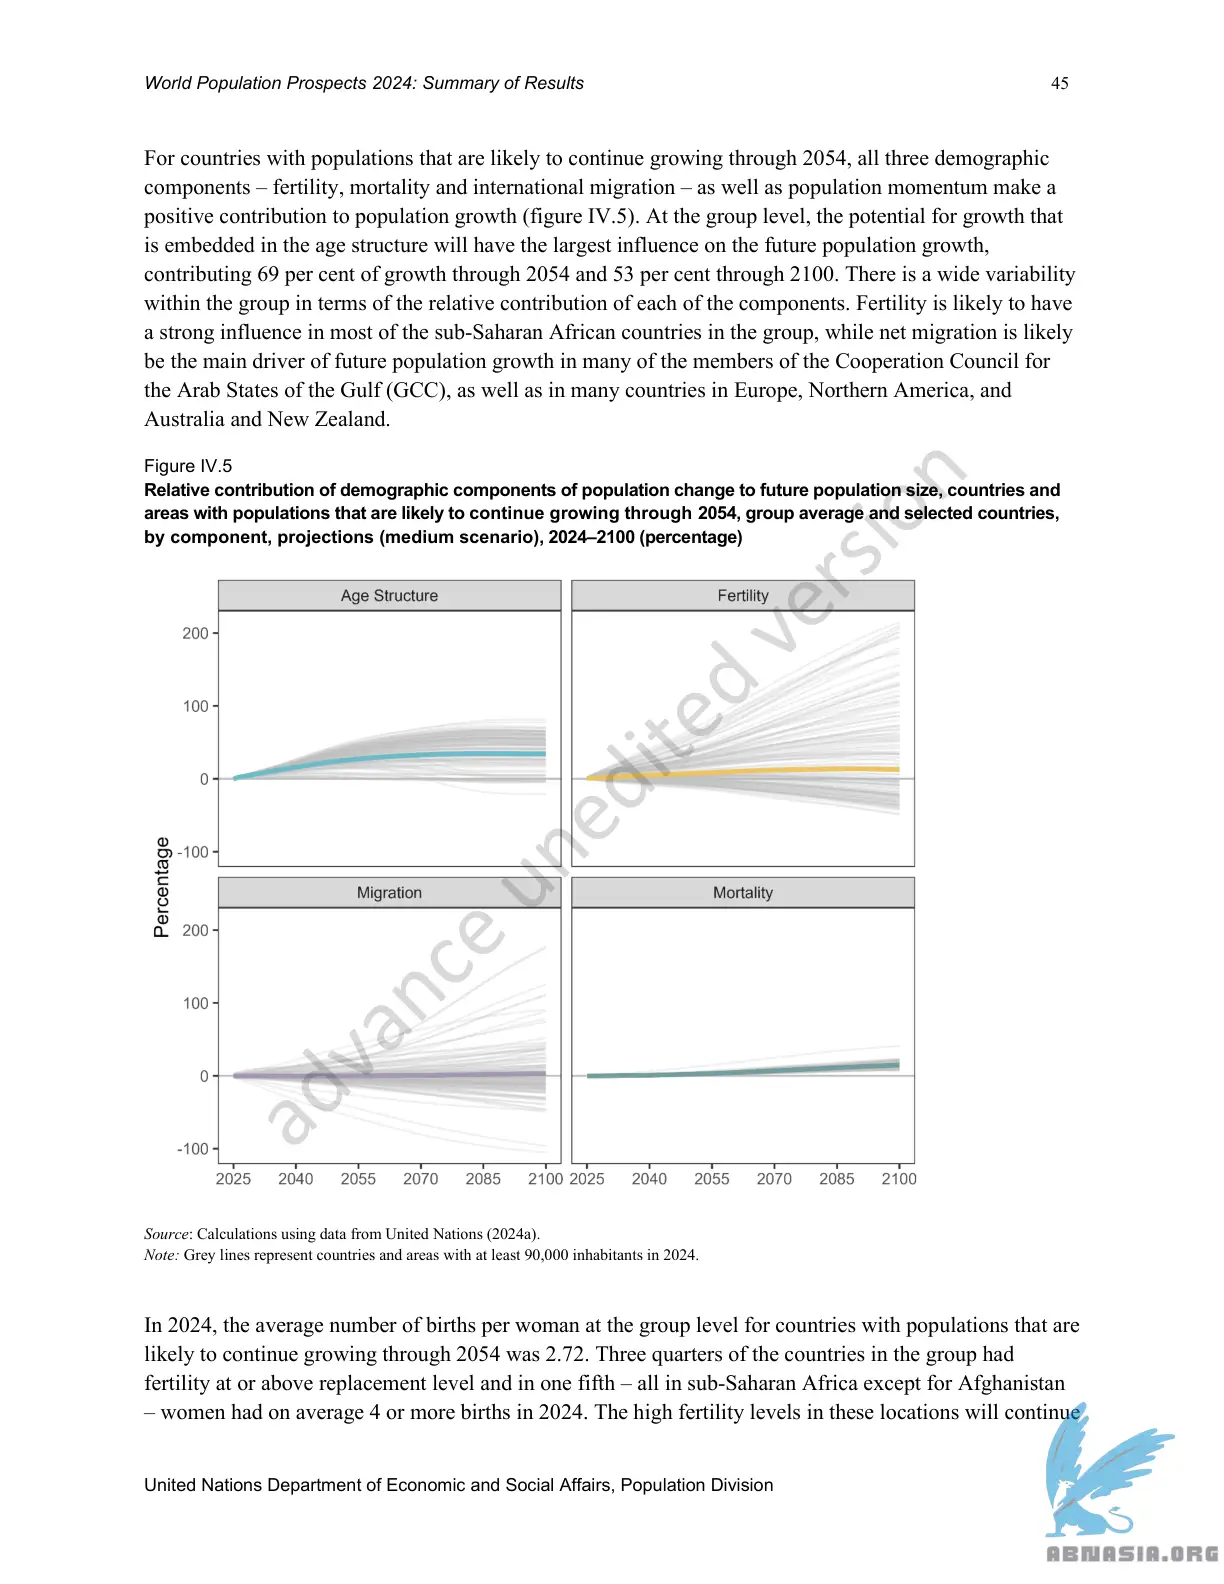 World Population Prospects 2024: Summary of Results 45
For countries with populations that are likely to continue growing through 2054, all three demographic
components – fertility, mortality and international migration – as well as population momentum make a
positive contribution to population growth (figure IV.5). At the group level, the potential for growth that
is embedded in the age structure will have the largest influence on the future population growth,
contributing 69 per cent of growth through 2054 and 53 per cent through 2100. There is a wide variability
within the group in terms of the relative contribution of each of the components. Fertility is likely to have
a strong influence in most of the sub-Saharan African countries in the group, while net migration is likely
be the main driver of future population growth in many of the members of the Cooperation Council for
the Arab States of the Gulf (GCC), as well as in many countries in Europe, Northern America, and
Australia and New Zealand.
Figure IV.5
Relative contribution of demographic components of population change to future population size, countries and
areas with populations that are likely to continue growing through 2054, group average and selected countries,
by component, projections (medium scenario), 2024–2100 (percentage)
Age Structure Fertility
200
100
0
-100
Percentage
Migration Mortality
200
100
0
-100
2025 2040 2055 2070 2085 2100 2025 2040 2055 2070 2085 2100
advance unedited version
Source: Calculations using data from United Nations (2024a).
Note: Grey lines represent countries and areas with at least 90,000 inhabitants in 2024.
In 2024, the average number of births per woman at the group level for countries with populations that are
likely to continue growing through 2054 was 2.72. Three quarters of the countries in the group had
fertility at or above replacement level and in one fifth – all in sub-Saharan Africa except for Afghanistan
– women had on average 4 or more births in 2024. The high fertility levels in these locations will continue
United Nations Department of Economic and Social Affairs, Population Division
ABNASIA.ORG